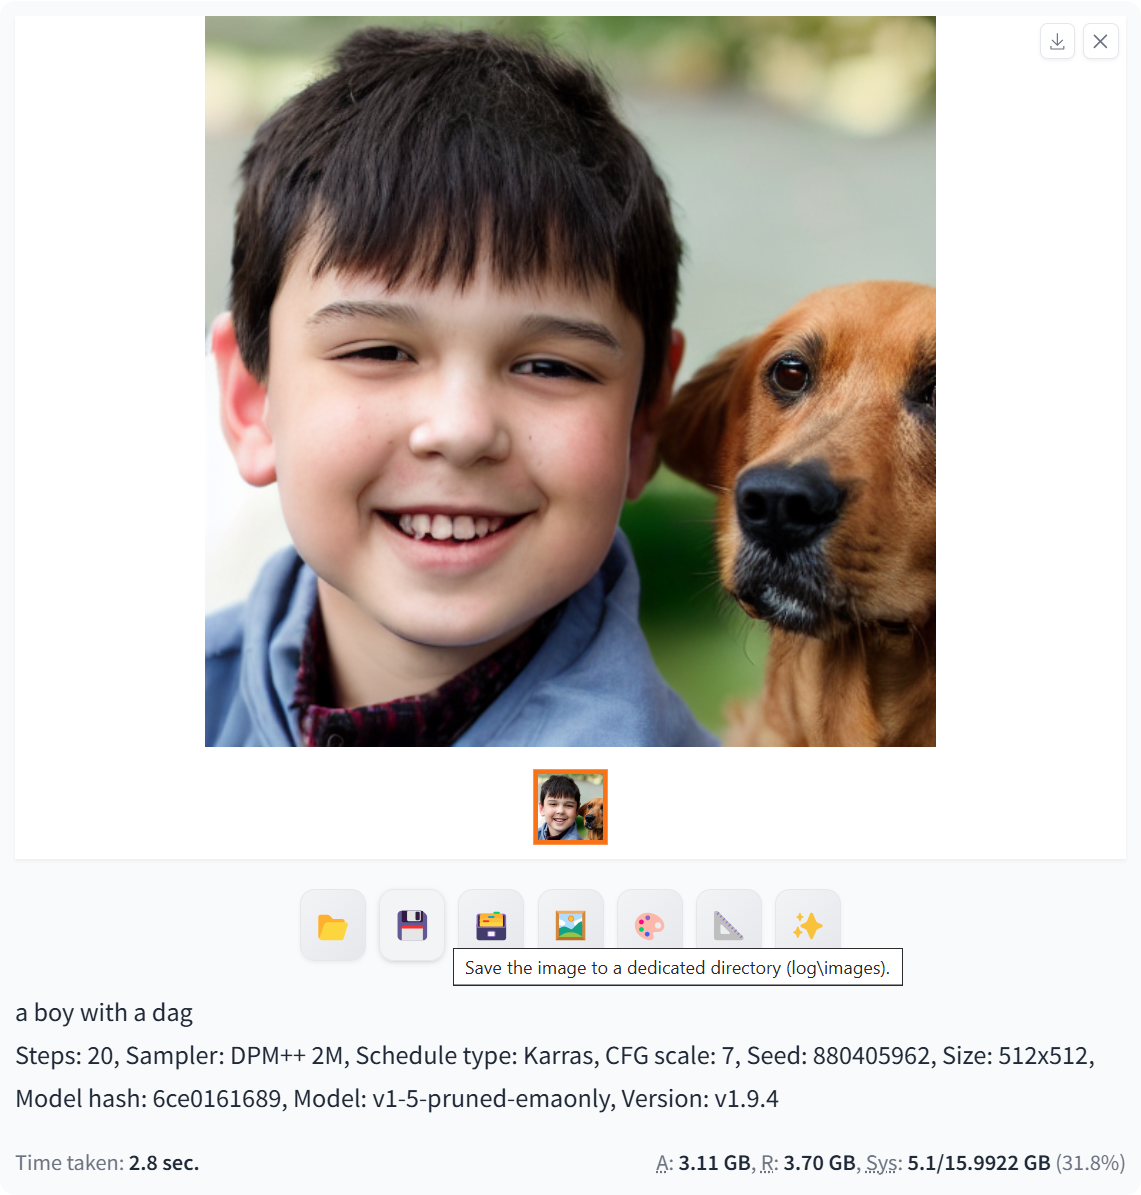 Save the image to a dedicated directory (log\images).
a boy with a dag
Steps: 20, Sampler: DPM++ 2M, Schedule type: Karras, CFG scale: 7, Seed: 880405962, Size: 512x512,
Model hash: 6ce0161689, Model: v1-5-pruned-emaonly, Version: v1.9.4
Time taken: 2.8 sec. A: 3.11 GB, R: 3.70 GB, Sys: 5.1/15.9922 GB (31.8%)